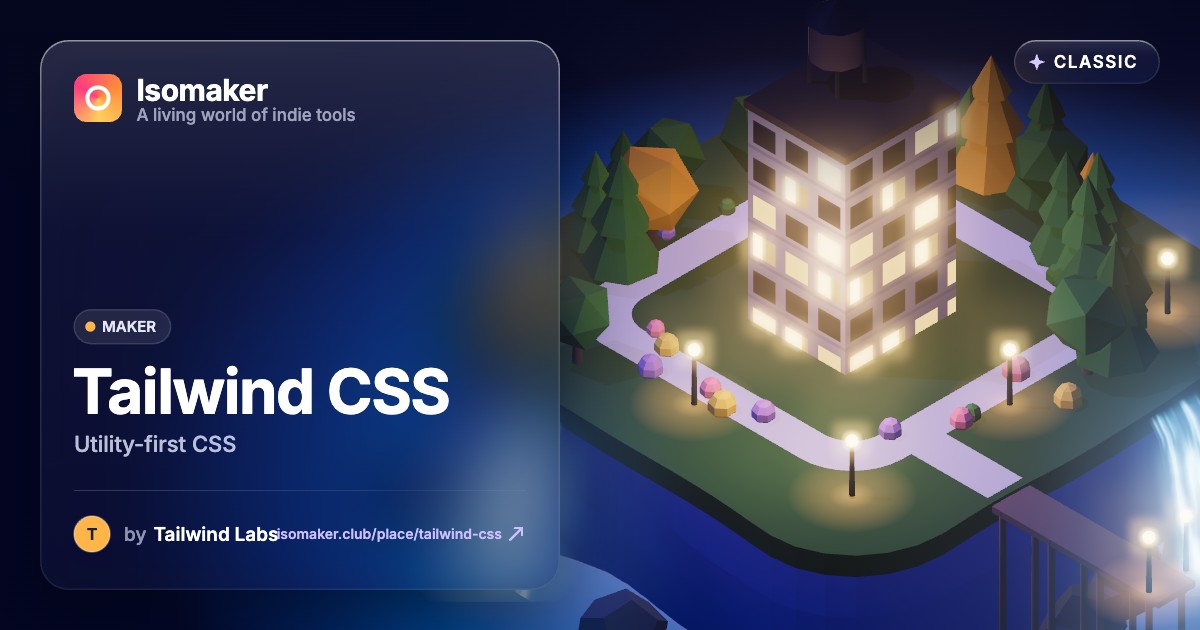 Isomaker
A living world of indie tools
CLASSIC
MAKER
Tailwind CSS
Utility-first CSS
T by Tailwind Labs isomaker.club/place/tailwind-css ↗